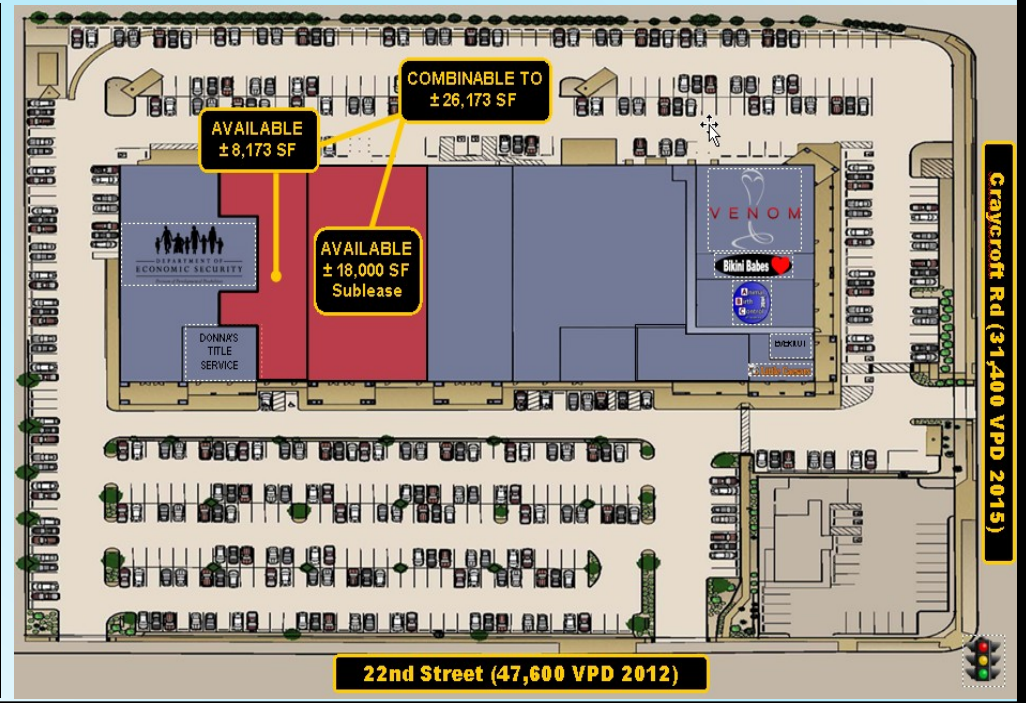 COMBINABLE TO
± 26,173 SF
AVAILABLE
± 8,173 SF
AVAILABLE
± 18,000 SF
Sublease
DEPARTMENT OF
ECONOMIC SECURITY
DONNA'S
TITLE
SERVICE
VENOM
Bikini Babes
Craycroft Rd (31,400 VPD 2015)
22nd Street (47,600 VPD 2012)